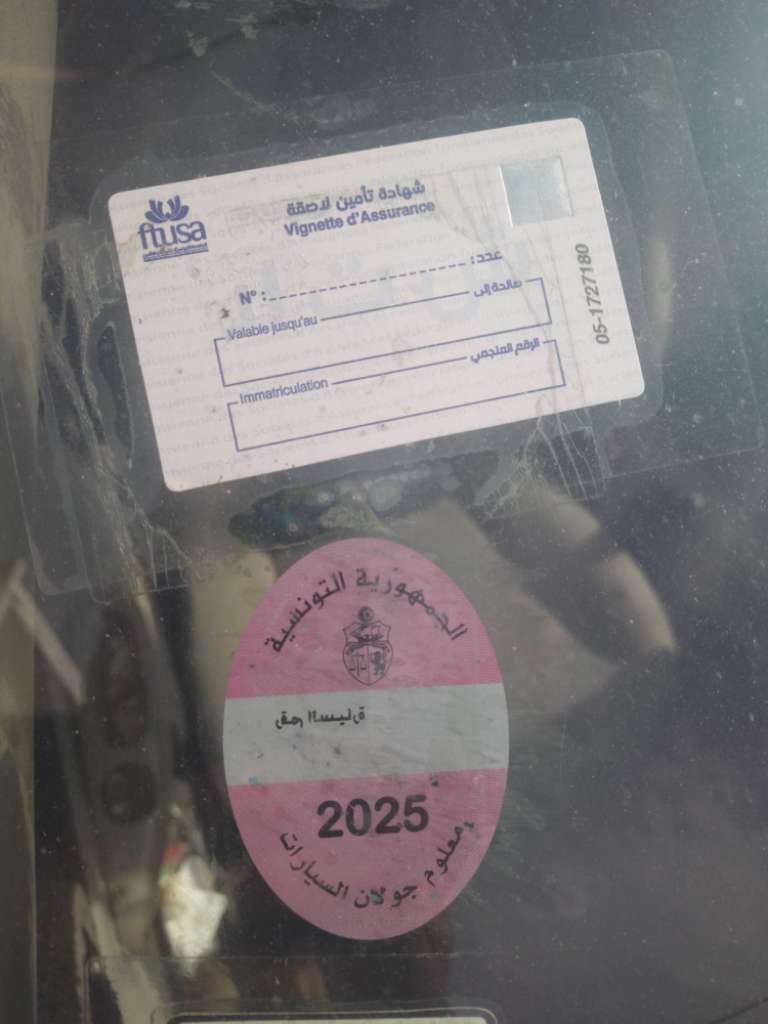 ftusa
شهادة تأمين لاصقة
Vignette d'Assurance
عدد :
N° :
صالحة إلى
Valable jusqu'au
الرقم المنجمي
Immatriculation
05-1727180
الجمهورية التونسية
2025
معلوم جولان السيارات